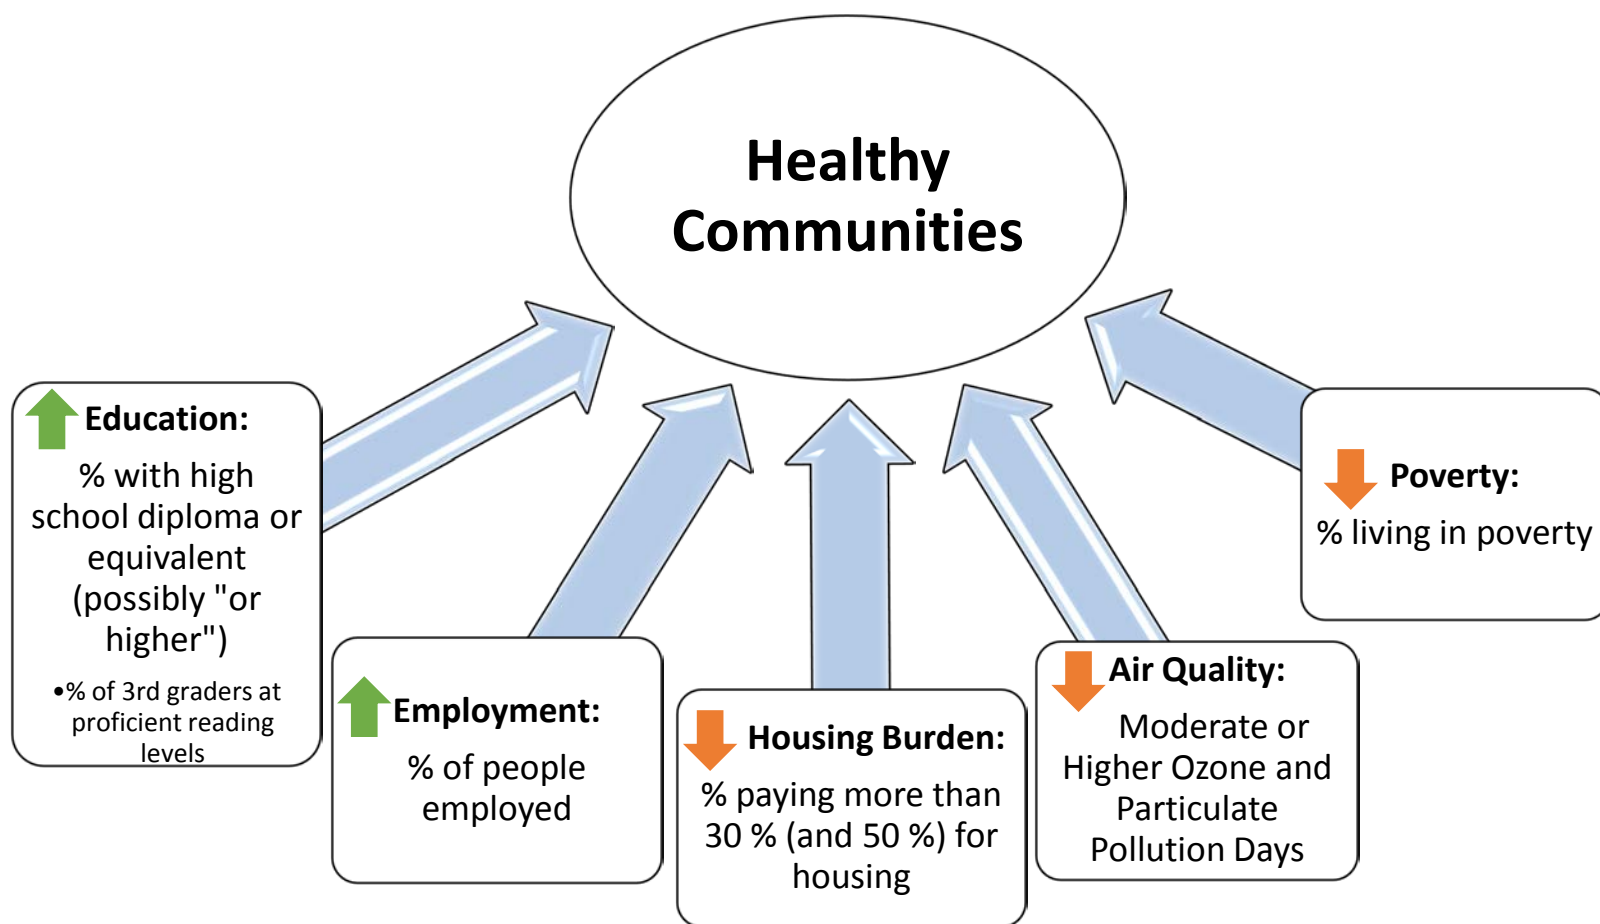 Healthy
Communities
Education:
% with high
school diploma or
equivalent
(possibly "or
higher")
•% of 3rd graders at
proficient reading
levels
Employment:
% of people
employed
Housing Burden:
% paying more than
30 % (and 50 %) for
housing
Air Quality:
Moderate or
Higher Ozone and
Particulate
Pollution Days
Poverty:
% living in poverty